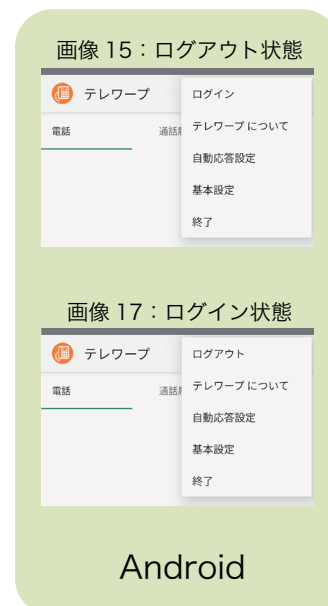 画像 15：ログアウト状態
テレワープ
ログイン
電話
通話
テレワープについて
自動応答設定
基本設定
終了
画像 17：ログイン状態
テレワープ
ログアウト
電話
通話
テレワープについて
自動応答設定
基本設定
終了
Android